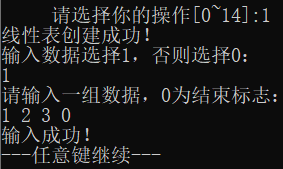 请选择你的操作[0~14]:1
线性表创建成功！
输入数据选择1，否则选择0：
1
请输入一组数据，0为结束标志：
1 2 3 0
输入成功！
---任意键继续---